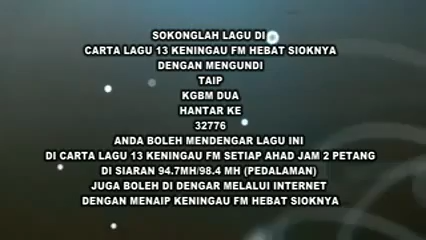 SOKONGLAH LAGU DI
CARTA LAGU 13 KENINGAU FM HEBAT SIOKNYA
DENGAN MENGUNDI
TAIP
KGBM DUA
HANTAR KE
32776
ANDA BOLEH MENDENGAR LAGU INI
DI CARTA LAGU 13 KENINGAU FM SETIAP AHAD JAM 2 PETANG
DI SIARAN 94.7MH/98.4 MH (PEDALAMAN)
JUGA BOLEH DI DENGAR MELALUI INTERNET
DENGAN MENAIP KENINGAU FM HEBAT SIOKNYA